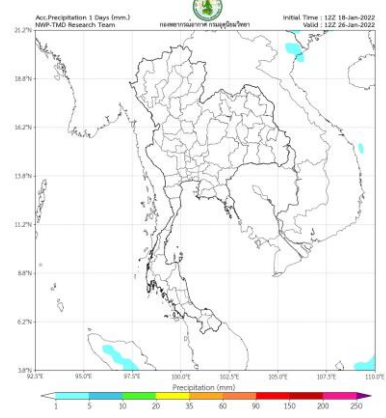 Acc.Precipitation 1 Days (mm.)
NWP-TMD Research Team
กองพยากรณ์อากาศ กรมอุตุนิยมวิทยา
Initial Time : 12Z 18-Jan-2022
Valid : 12Z 26-Jan-2022
21.2°N
18.7°N
16.2°N
13.8°N
11.2°N
8.8°N
6.2°N
3.8°N
92.5°E 95.0°E 97.5°E 100.0°E 102.5°E 105.0°E 107.5°E 110.0°E
Precipitation (mm)
1 5 10 20 35 60 90 150 200 250